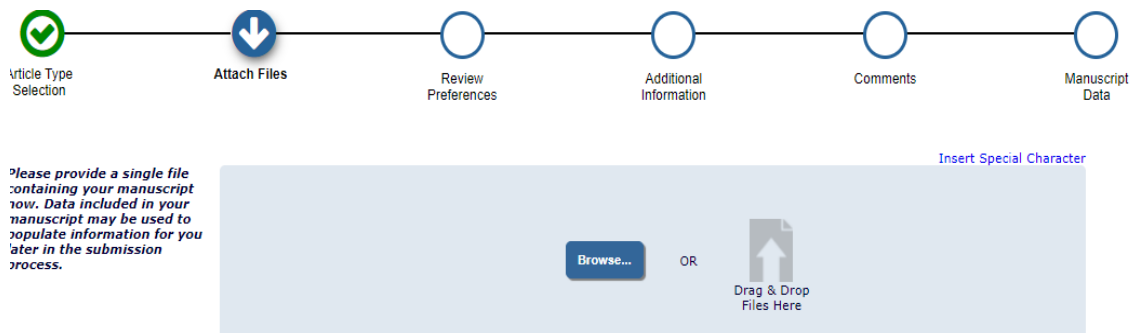 Article Type
Selection
Attach Files
Review
Preferences
Additional
Information
Comments
Manuscript
Data
Insert Special Character
Please provide a single file
containing your manuscript
now. Data included in your
manuscript may be used to
populate information for you
later in the submission
process.
Browse...
OR
Drag & Drop
Files Here